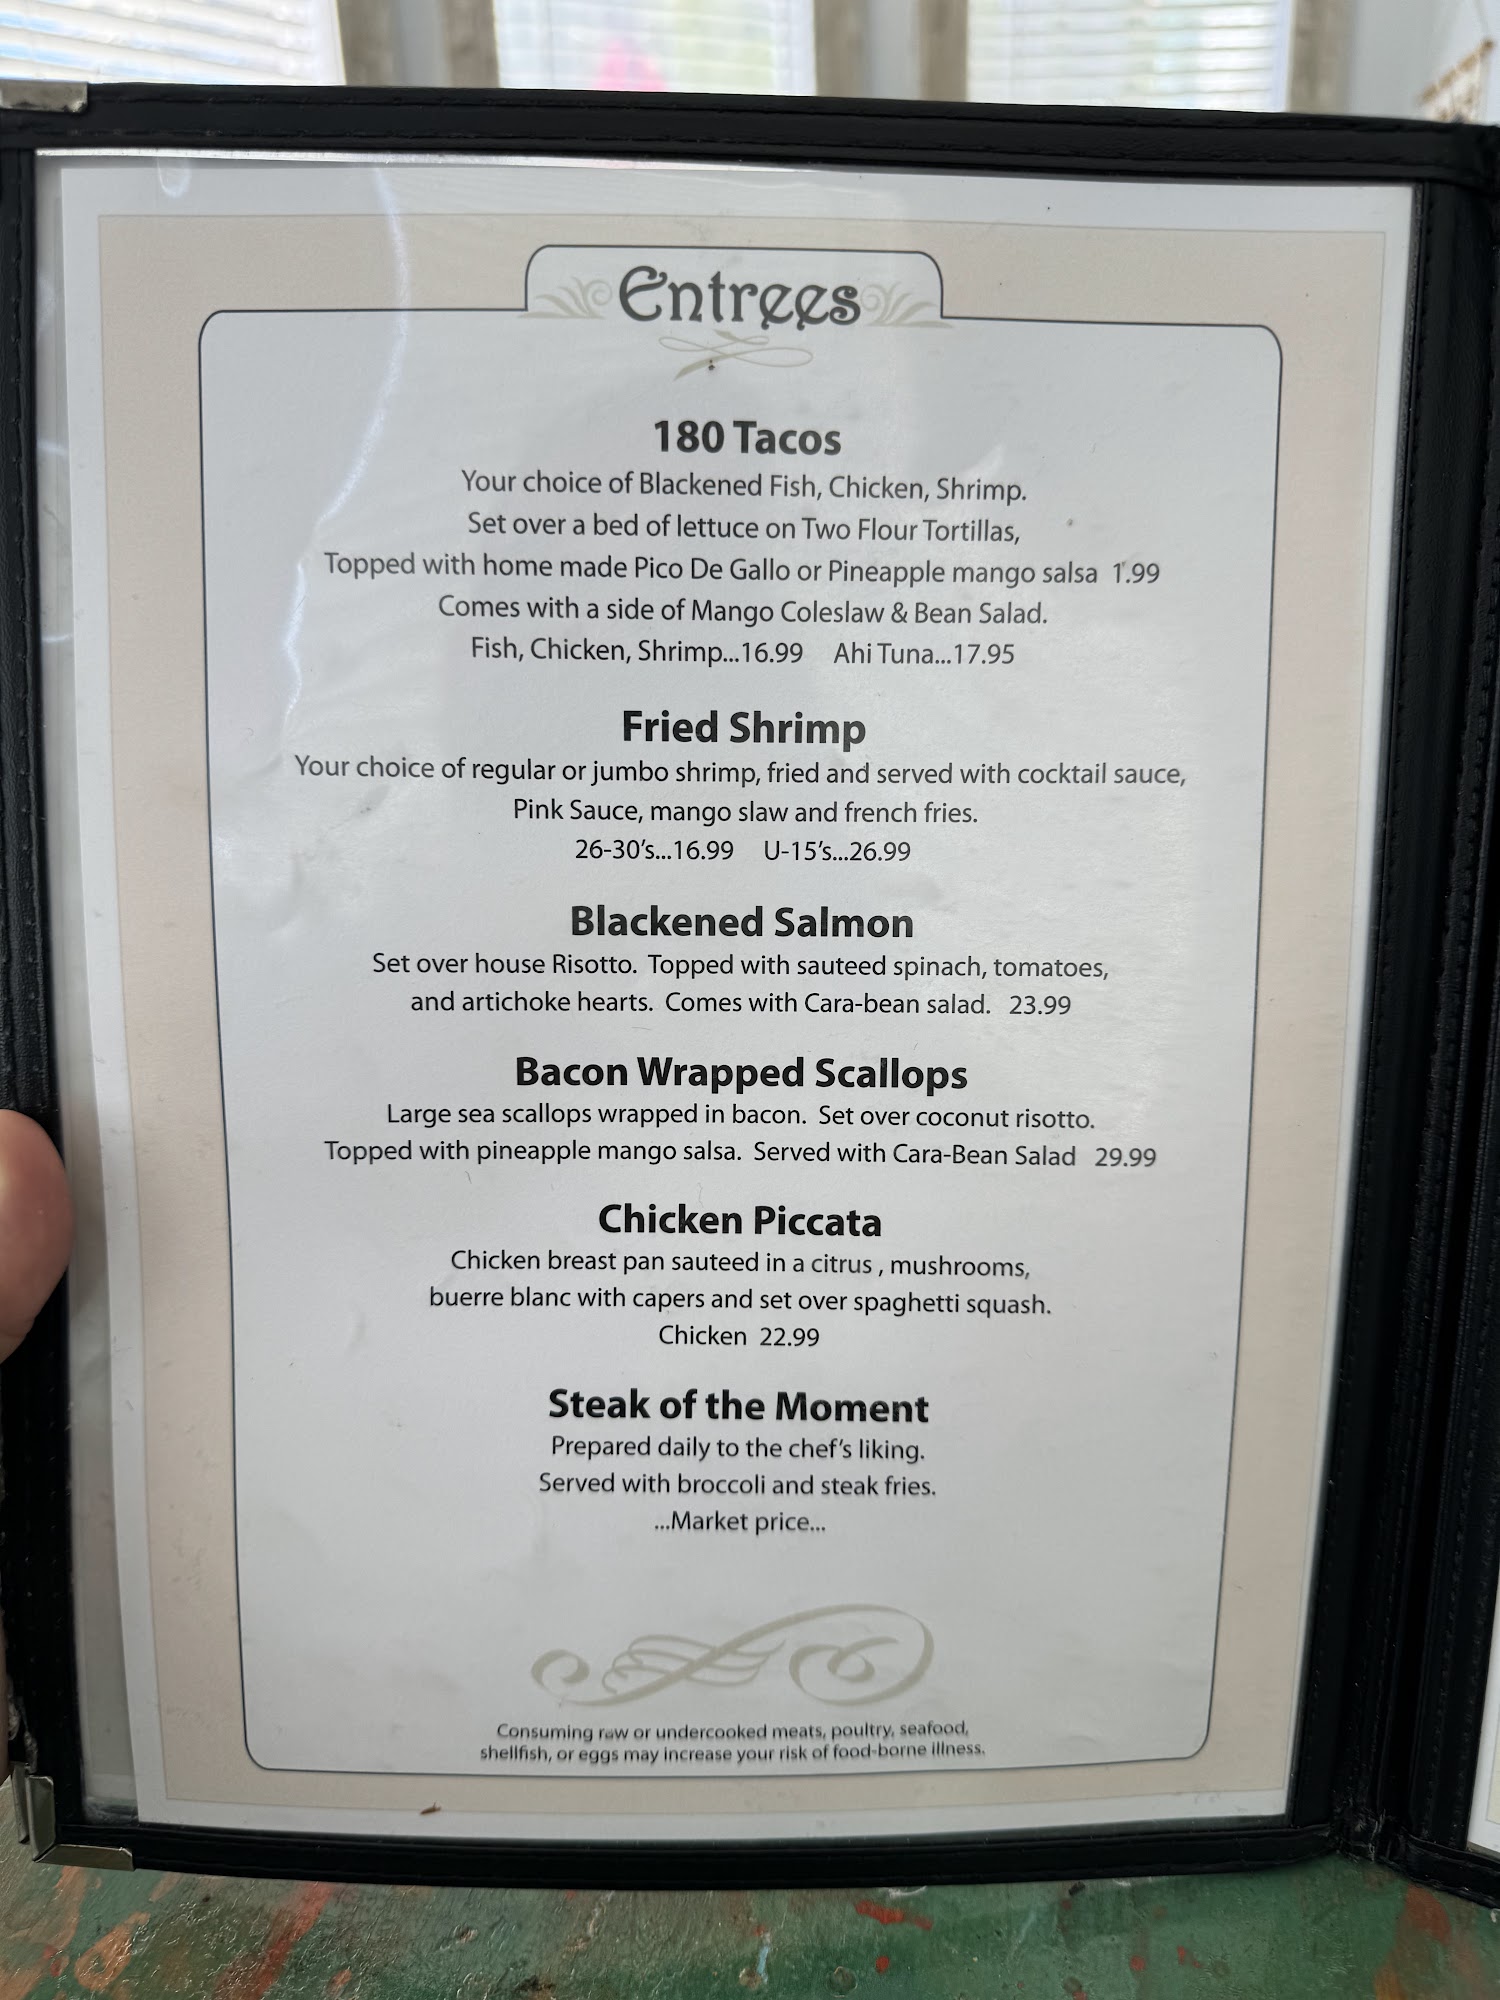 Entrees
180 Tacos
Your choice of Blackened Fish, Chicken, Shrimp.
Set over a bed of lettuce on Two Flour Tortillas,
Topped with home made Pico De Gallo or Pineapple mango salsa 1.99
Comes with a side of Mango Coleslaw & Bean Salad.
Fish, Chicken, Shrimp...16.99 Ahi Tuna...17.95
Fried Shrimp
Your choice of regular or jumbo shrimp, fried and served with cocktail sauce,
Pink Sauce, mango slaw and french fries.
26-30's...16.99 U-15's...26.99
Blackened Salmon
Set over house Risotto. Topped with sauteed spinach, tomatoes,
and artichoke hearts. Comes with Cara-bean salad. 23.99
Bacon Wrapped Scallops
Large sea scallops wrapped in bacon. Set over coconut risotto.
Topped with pineapple mango salsa. Served with Cara-Bean Salad 29.99
Chicken Piccata
Chicken breast pan sauteed in a citrus , mushrooms,
buerre blanc with capers and set over spaghetti squash.
Chicken 22.99
Steak of the Moment
Prepared daily to the chef's liking.
Served with broccoli and steak fries.
...Market price...
Consuming raw or undercooked meats, poultry, seafood,
shellfish, or eggs may increase your risk of food-borne illness.